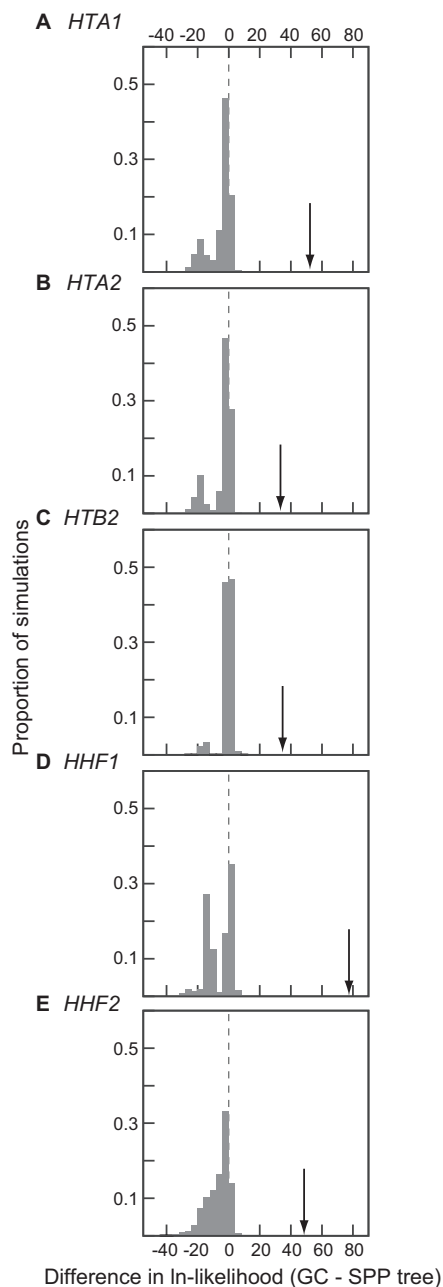 A HTA1
-40 -20 0 20 40 60 80
0.5
0.3
0.1
B HTA2
0.5
0.3
0.1
C HTB2
0.5
0.3
0.1
D HHF1
0.5
0.3
0.1
E HHF2
0.5
0.3
0.1
-40 -20 0 20 40 60 80
Proportion of simulations
Difference in ln-likelihood (GC - SPP tree)